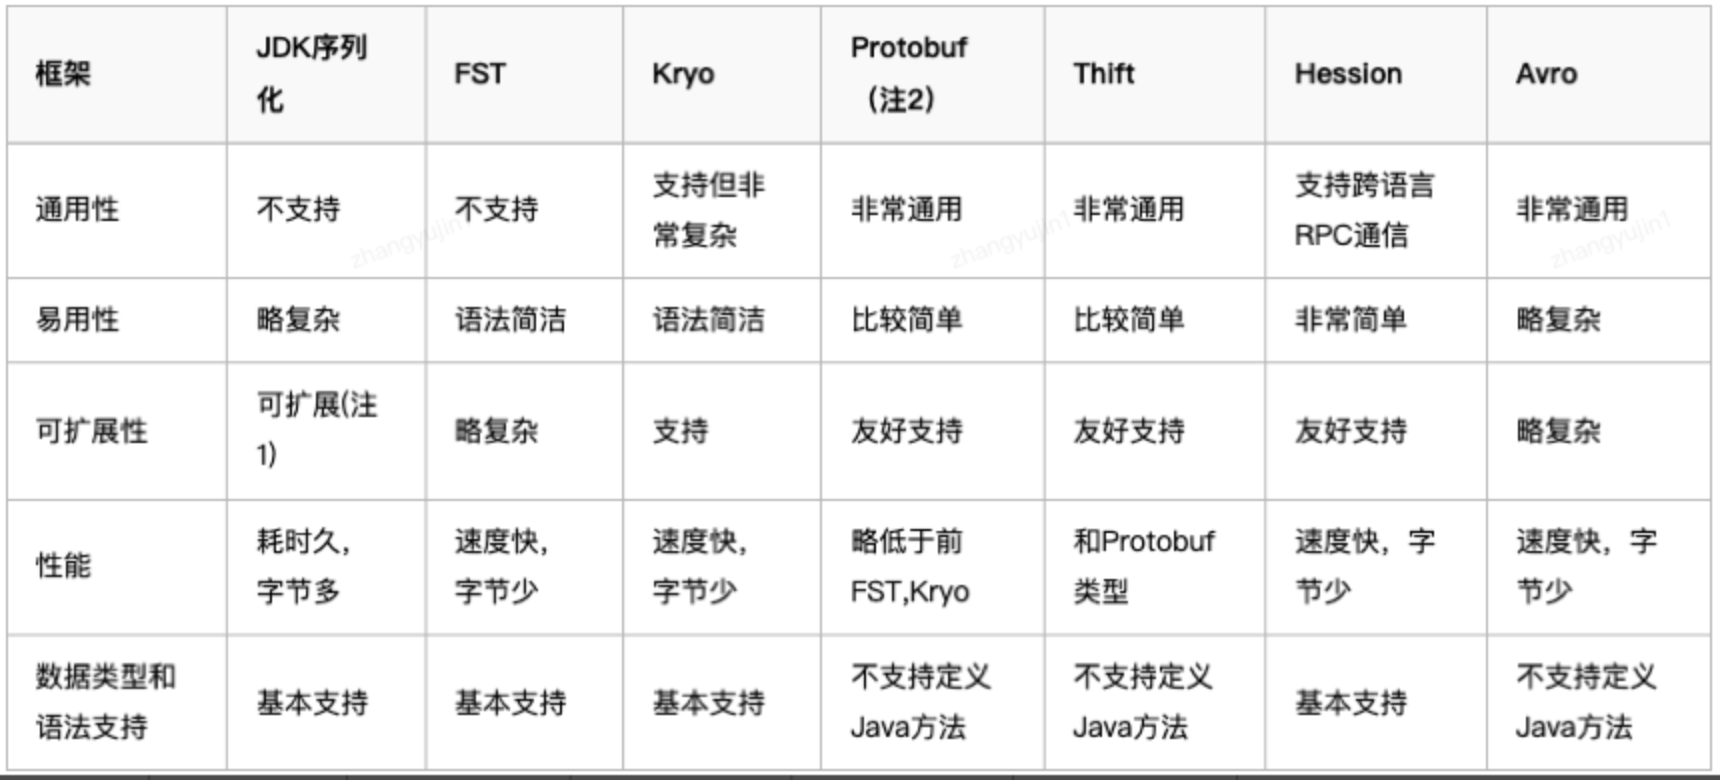 框架
JDK序列
化
FST
Kryo
Protobuf
（注2）
Thift
Hession
Avro
通用性
不支持
不支持
支持但非
常复杂
非常通用
非常通用
支持跨语言
RPC通信
非常通用
易用性
略复杂
语法简洁
语法简洁
比较简单
比较简单
非常简单
略复杂
可扩展性
可扩展(注
1)
略复杂
支持
友好支持
友好支持
友好支持
略复杂
性能
耗时久，
字节多
速度快，
字节少
速度快，
字节少
略低于前
FST,Kryo
和Protobuf
类型
速度快，字
节少
速度快，字
节少
数据类型和
语法支持
基本支持
基本支持
基本支持
不支持定义
Java方法
不支持定义
Java方法
基本支持
不支持定义
Java方法
zhangyujin1
zhangyujin1
zhangyujin1